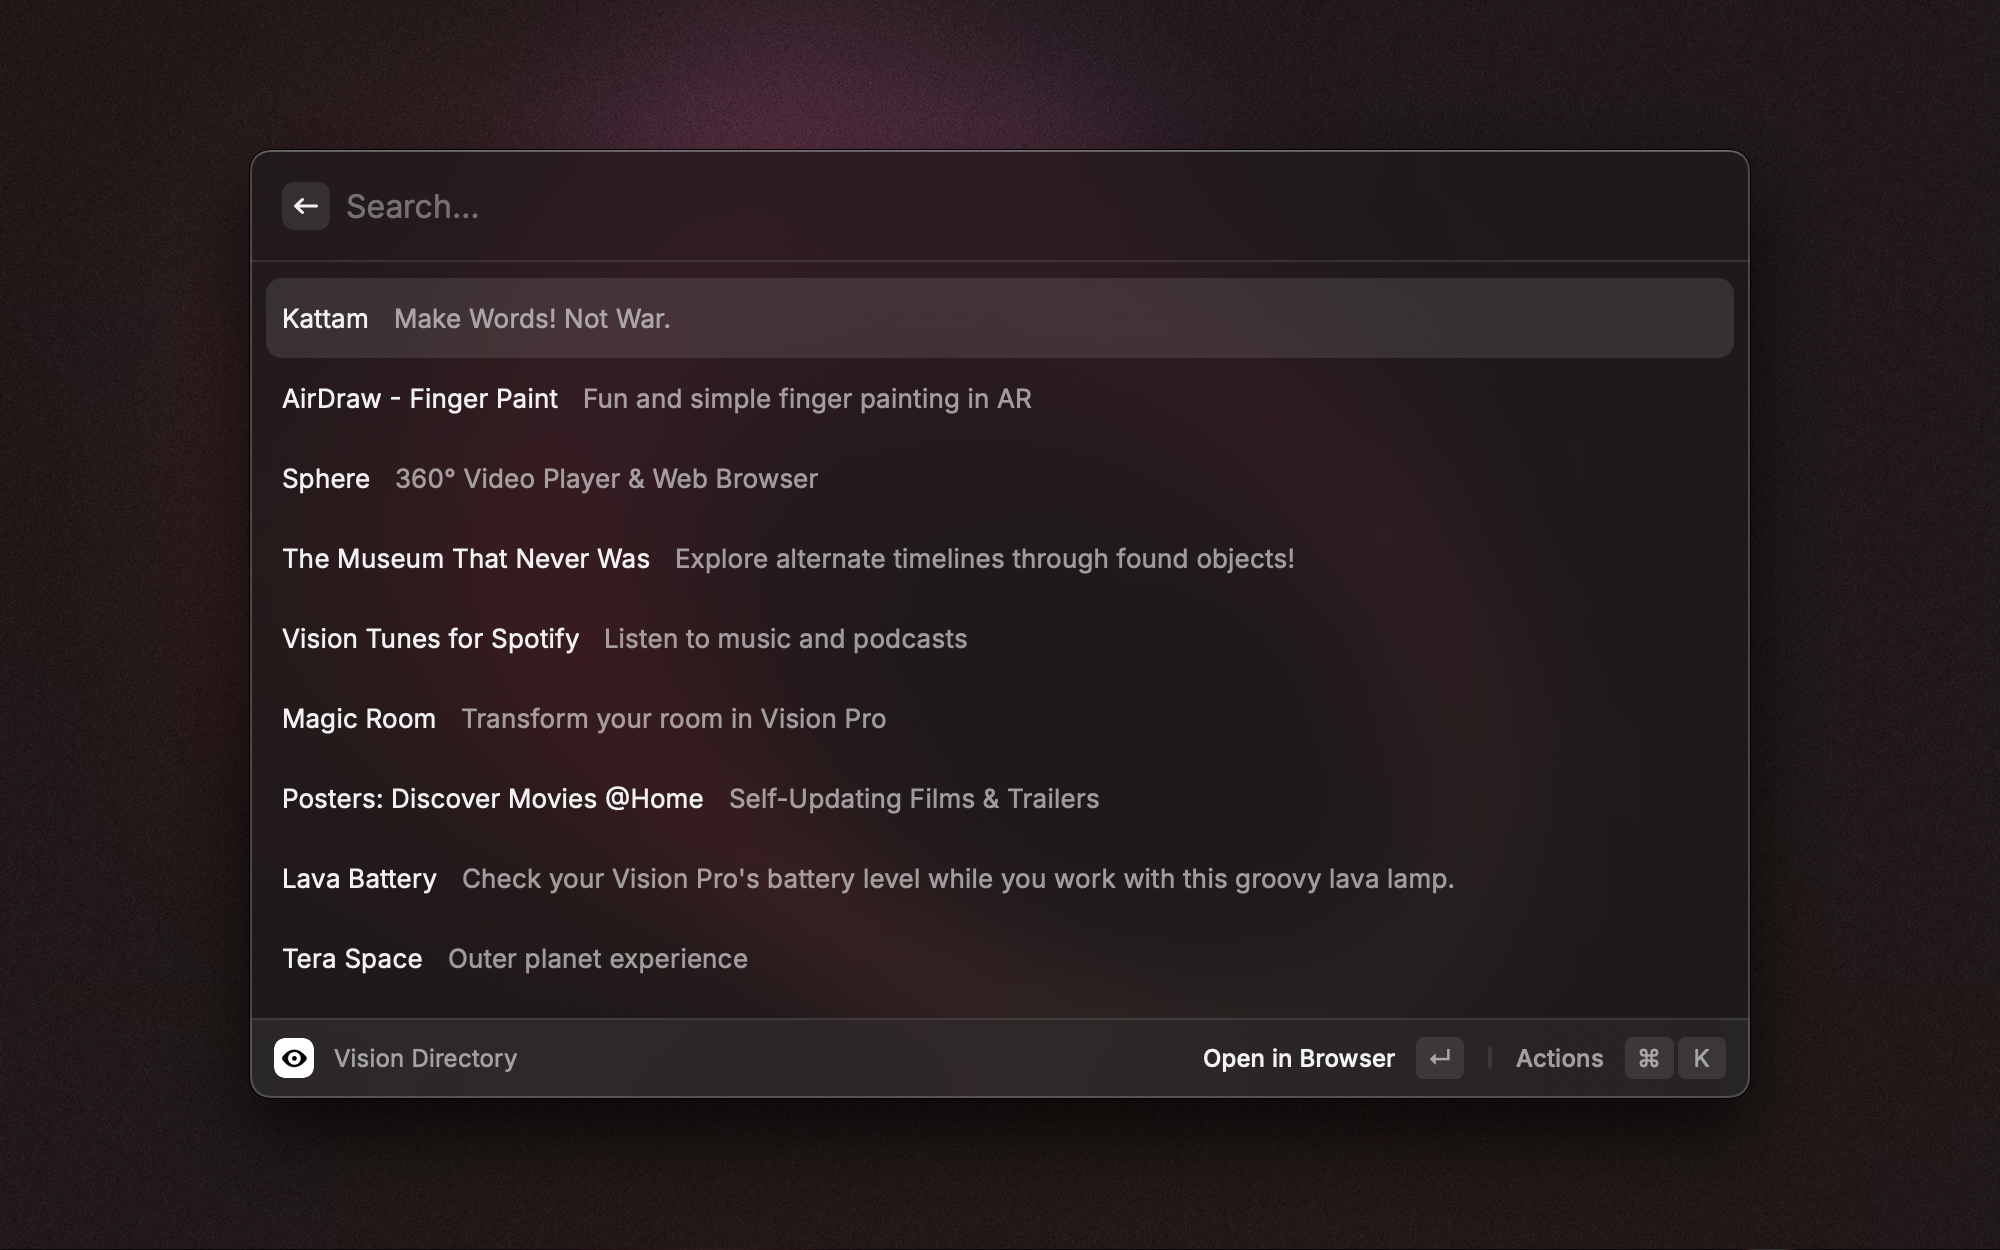 Search...
Kattam Make Words! Not War.
AirDraw - Finger Paint Fun and simple finger painting in AR
Sphere 360° Video Player & Web Browser
The Museum That Never Was Explore alternate timelines through found objects!
Vision Tunes for Spotify Listen to music and podcasts
Magic Room Transform your room in Vision Pro
Posters: Discover Movies @Home Self-Updating Films & Trailers
Lava Battery Check your Vision Pro's battery level while you work with this groovy lava lamp.
Tera Space Outer planet experience
Vision Directory Open in Browser ↵ Actions ⌘ K